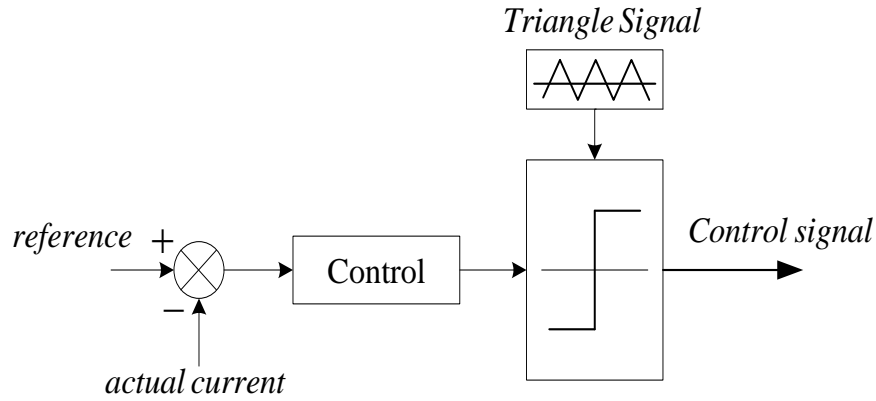 Triangle Signal
reference
+
Control
Control signal
−
actual current